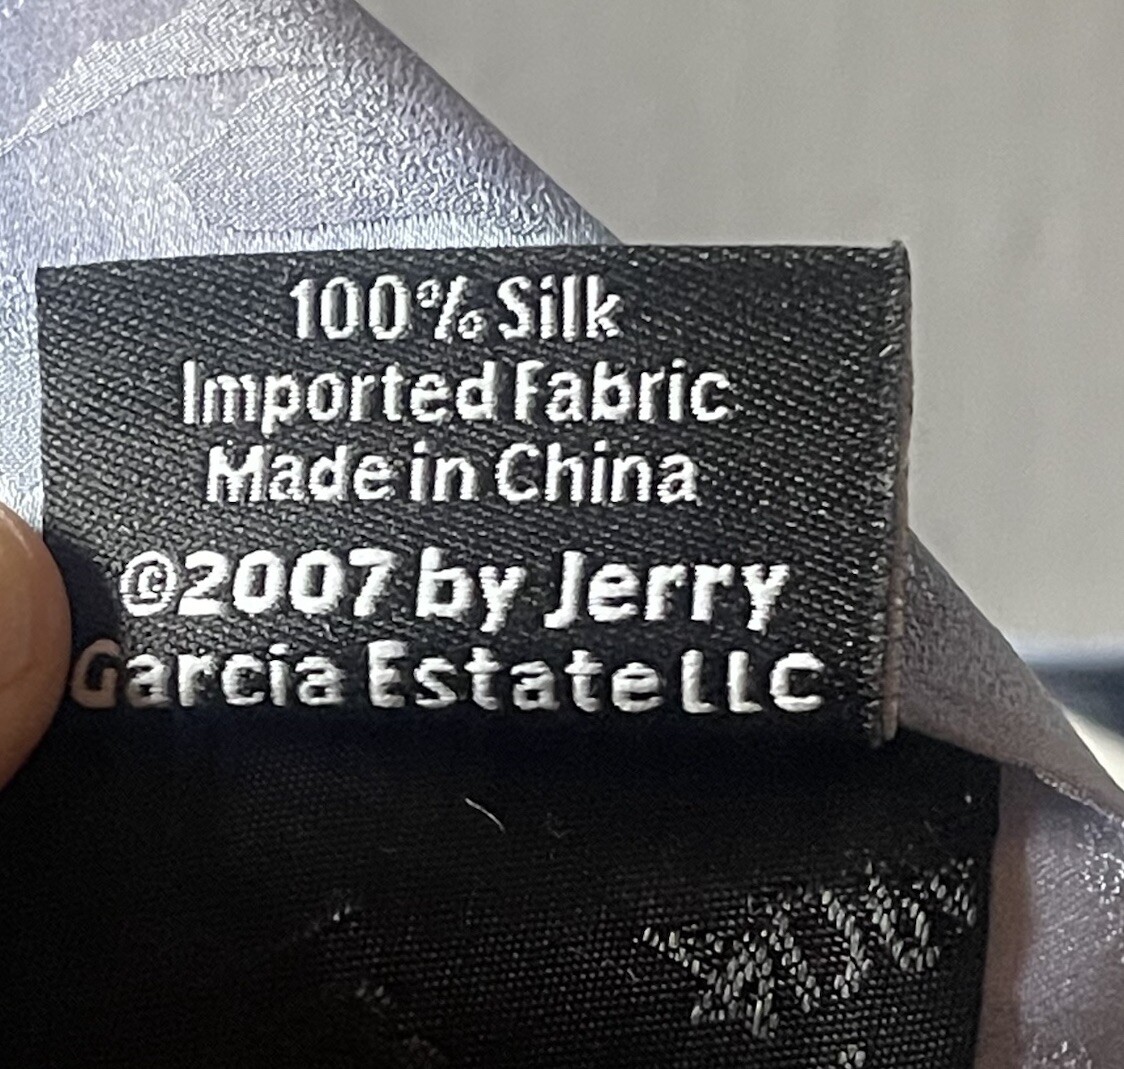 100% Silk
Imported Fabric
Made in China
©2007 by Jerry
Garcia Estate LLC